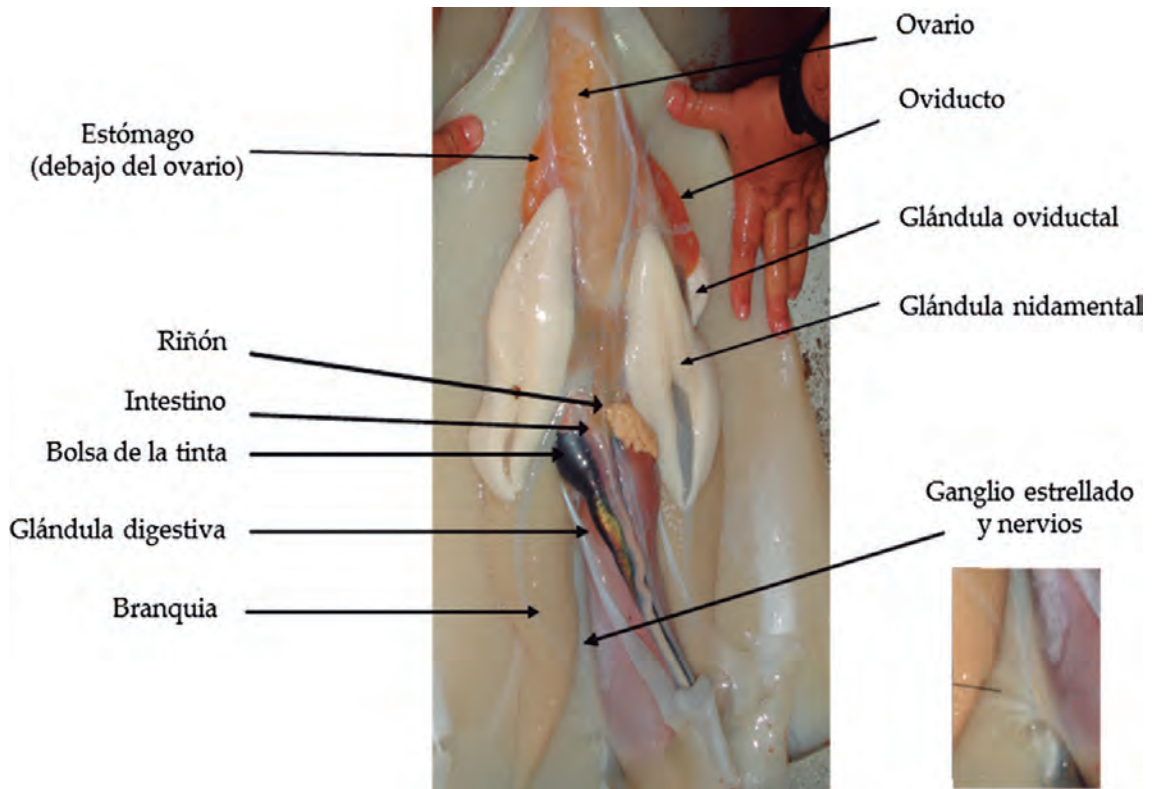 Ovario
Oviducto
Estómago
(debajo del ovario)
Glándula oviductal
Glándula nidamental
Riñón
Intestino
Bolsa de la tinta
Glándula digestiva
Ganglio estrellado
y nervios
Branquia